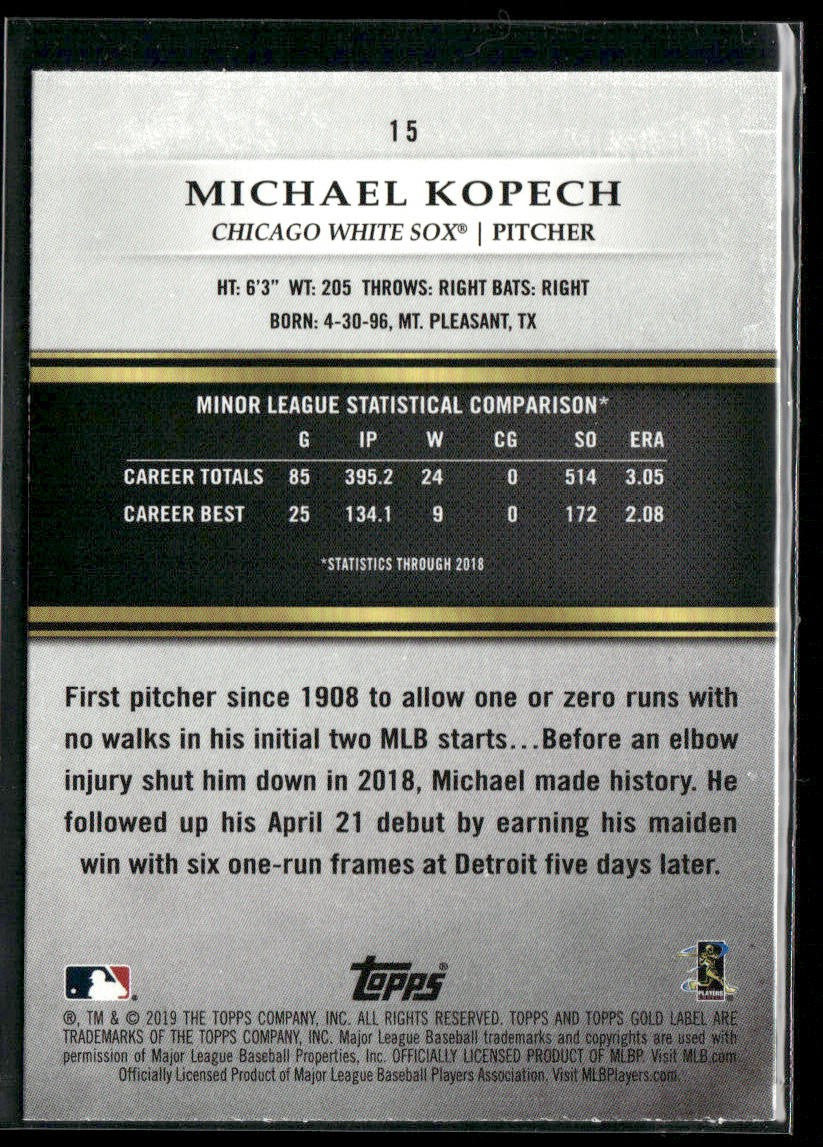 15
MICHAEL KOPECH
CHICAGO WHITE SOX® | PITCHER
HT: 6'3" WT: 205 THROWS: RIGHT BATS: RIGHT
BORN: 4-30-96, MT. PLEASANT, TX
MINOR LEAGUE STATISTICAL COMPARISON*
G IP W CG SO ERA
CAREER TOTALS 85 395.2 24 0 514 3.05
CAREER BEST 25 134.1 9 0 172 2.08
*STATISTICS THROUGH 2018
First pitcher since 1908 to allow one or zero runs with
no walks in his initial two MLB starts...Before an elbow
injury shut him down in 2018, Michael made history. He
followed up his April 21 debut by earning his maiden
win with six one-run frames at Detroit five days later.
Topps®
PLAYERS
®, TM & © 2019 THE TOPPS COMPANY, INC. ALL RIGHTS RESERVED. TOPPS AND TOPPS GOLD LABEL ARE
TRADEMARKS OF THE TOPPS COMPANY, INC. Major League Baseball trademarks and copyrights are used with
permission of Major League Baseball Properties, Inc. OFFICIALLY LICENSED PRODUCT OF MLBP. Visit MLB.com
Officially Licensed Product of Major League Baseball Players Association. Visit MLBPlayers.com.